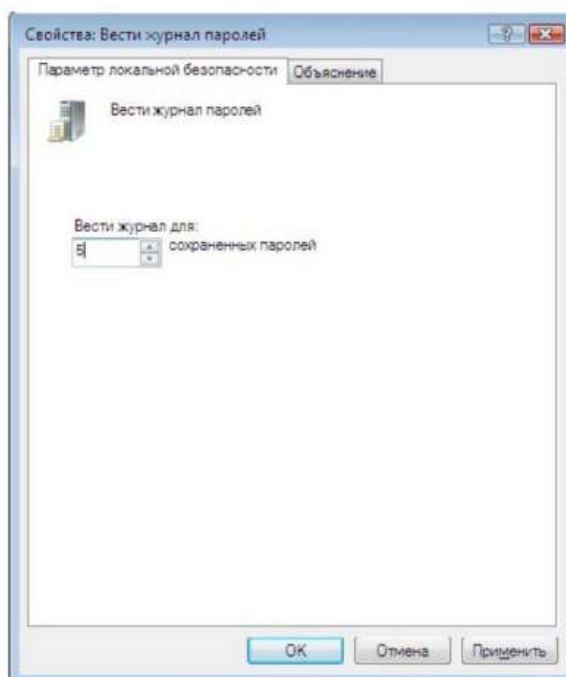 Свойства: Вести журнал паролей
Параметр локальной безопасности Объяснение
Вести журнал паролей
Вести журнал для:
5 сохраненных паролей
OK Отмена Применить